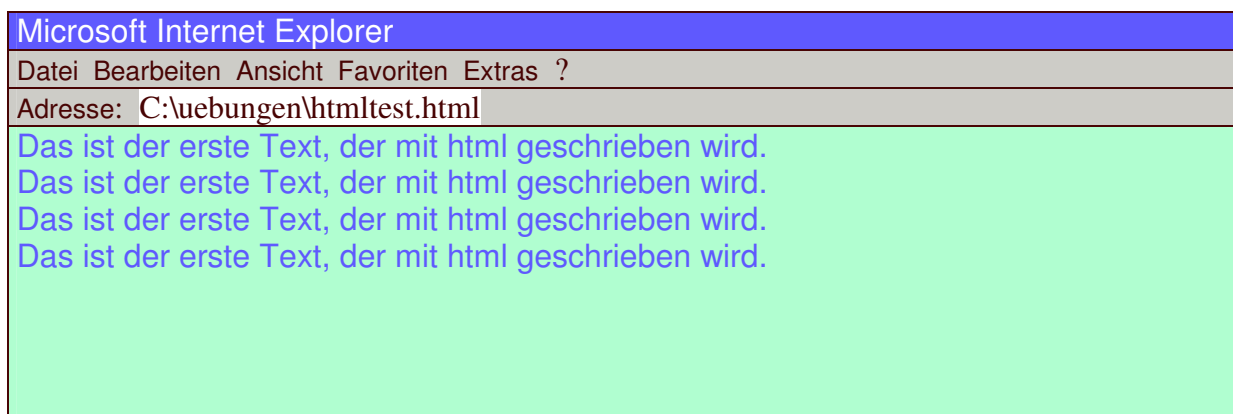 Microsoft Internet Explorer
Datei Bearbeiten Ansicht Favoriten Extras ?
Adresse: C:\uebungen\htmltest.html
Das ist der erste Text, der mit html geschrieben wird.
Das ist der erste Text, der mit html geschrieben wird.
Das ist der erste Text, der mit html geschrieben wird.
Das ist der erste Text, der mit html geschrieben wird.